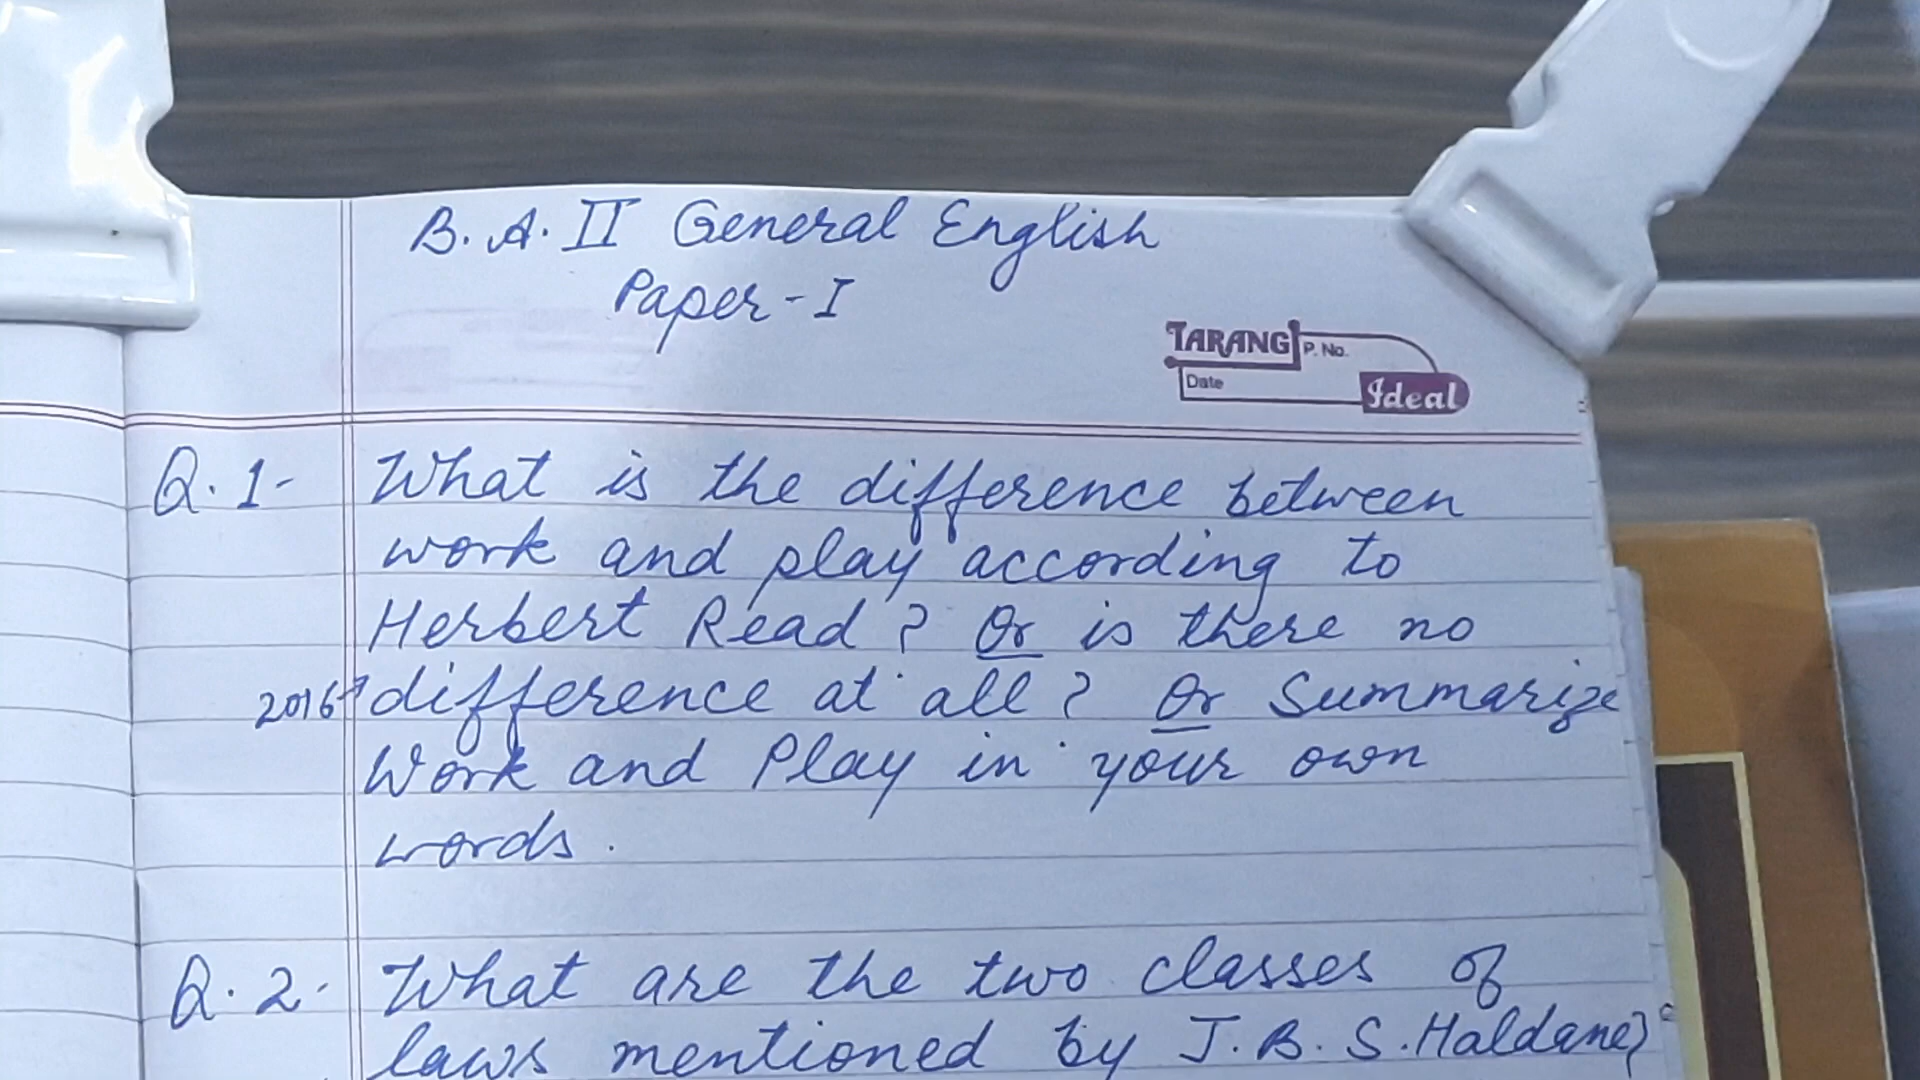 B. A. II General English
Paper - I
TARANG P. No.
Date
Ideal
Q. 1- What is the difference between
work and play according to
Herbert Read ? Or is there no
2016→ difference at all ? Or Summarize
Work and Play in your own
words.
Q. 2. What are the two classes of
laws mentioned by J. B. S. Haldane?